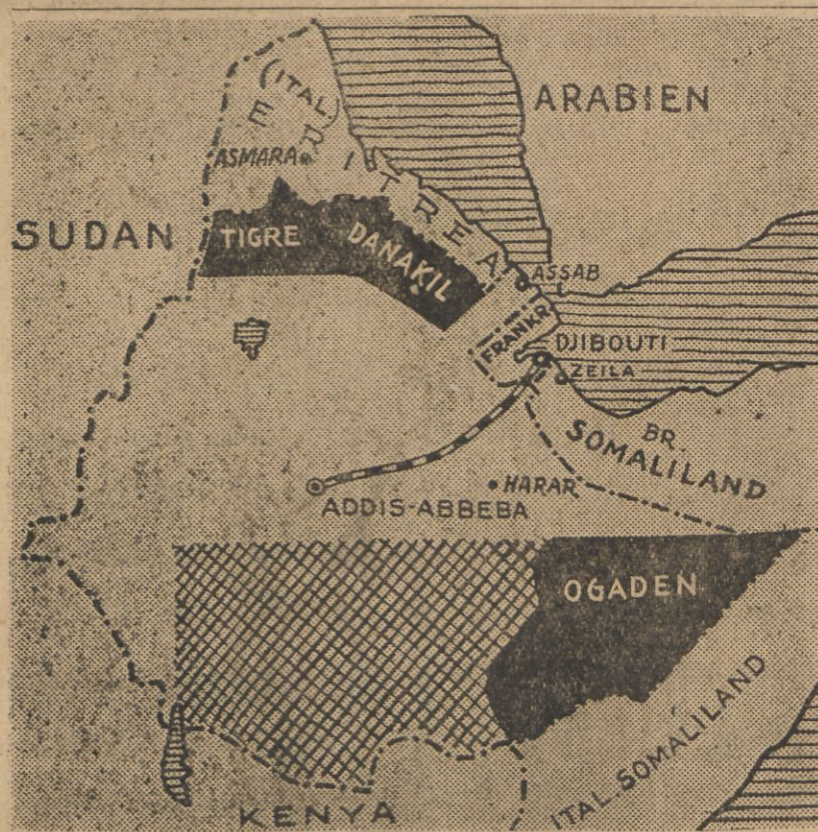 (ITAL.)
ERITREA
ARABIEN
ASMARA
SUDAN
TIGRE
DANAKIL
ASSAB
FRANKR
DJIBOUTI
ZEILA
BR.
SOMALILAND
HARAR
ADDIS-ABBEBA
OGADEN
ITAL. SOMALILAND
KENYA